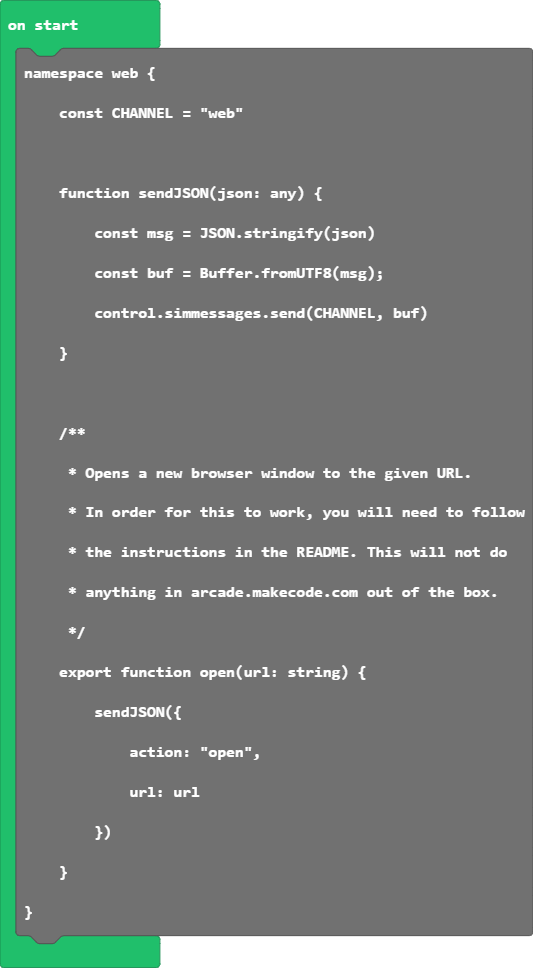 on start
namespace web {
    const CHANNEL = "web"
    function sendJSON(json: any) {
        const msg = JSON.stringify(json)
        const buf = Buffer.fromUTF8(msg);
        control.simmessages.send(CHANNEL, buf)
    }
    /**
     * Opens a new browser window to the given URL.
     * In order for this to work, you will need to follow
     * the instructions in the README. This will not do
     * anything in arcade.makecode.com out of the box.
     */
    export function open(url: string) {
        sendJSON({
            action: "open",
            url: url
        })
    }
}